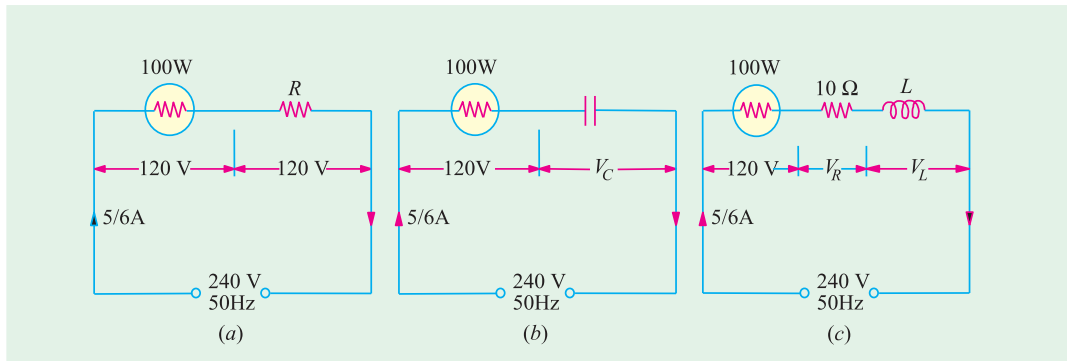 100W
R
120 V
120 V
5/6A
240 V
50Hz
(a)
100W
120V
V_C
5/6A
240 V
50Hz
(b)
100W
10 Ω
L
120 V
V_R
V_L
5/6A
240 V
50Hz
(c)